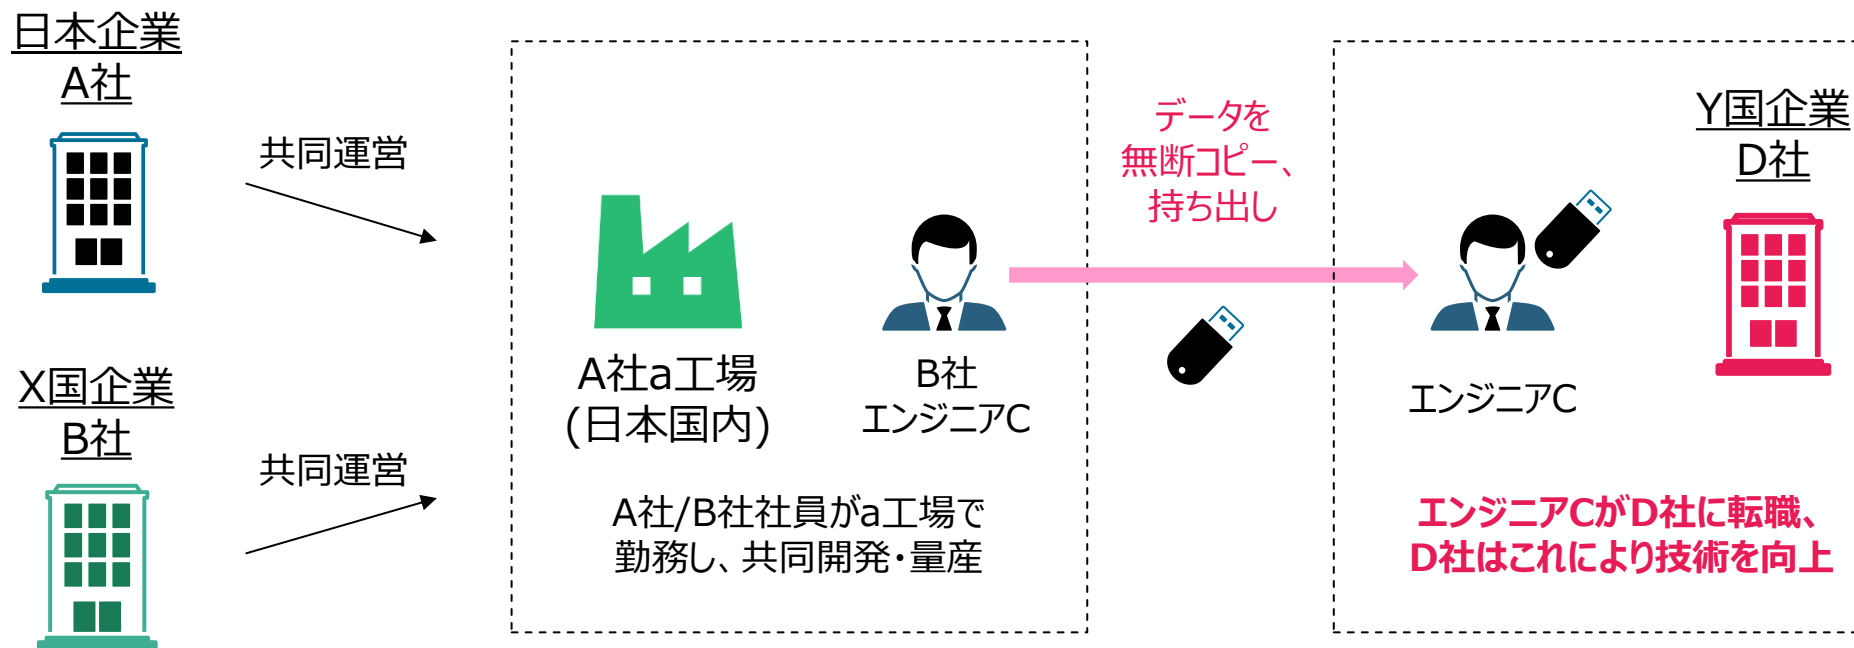 日本企業
A社
共同運営
X国企業
B社
共同運営
A社a工場
(日本国内)
B社
エンジニアC
A社/B社社員がa工場で
勤務し、共同開発・量産
データを
無断コピー、
持ち出し
Y国企業
D社
エンジニアC
エンジニアCがD社に転職、
D社はこれにより技術を向上